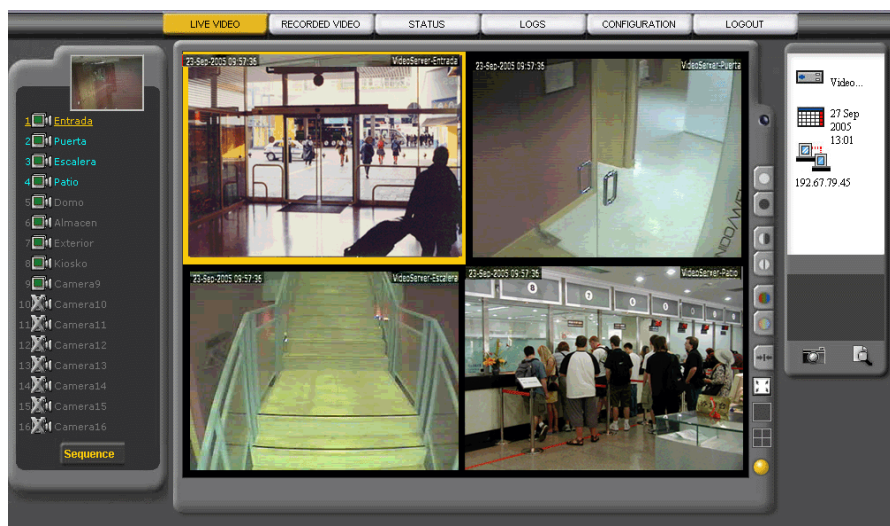 LIVE VIDEO
RECORDED VIDEO
STATUS
LOGS
CONFIGURATION
LOGOUT
1 Entrada
2 Puerta
3 Escalera
4 Patio
5 Domo
6 Almacen
7 Exterior
8 Kiosko
9 Camera9
10 Camera10
11 Camera11
12 Camera12
13 Camera13
14 Camera14
15 Camera15
16 Camera16
Sequence
23-Sep-2005 09:57:36 VideoServer-Entrada
23-Sep-2005 09:57:36 VideoServer-Puerta
23-Sep-2005 09:57:36 VideoServer-Escalera
23-Sep-2005 09:57:36 VideoServer-Patio
Video...
27 Sep
2005
13:01
192.67.79.45